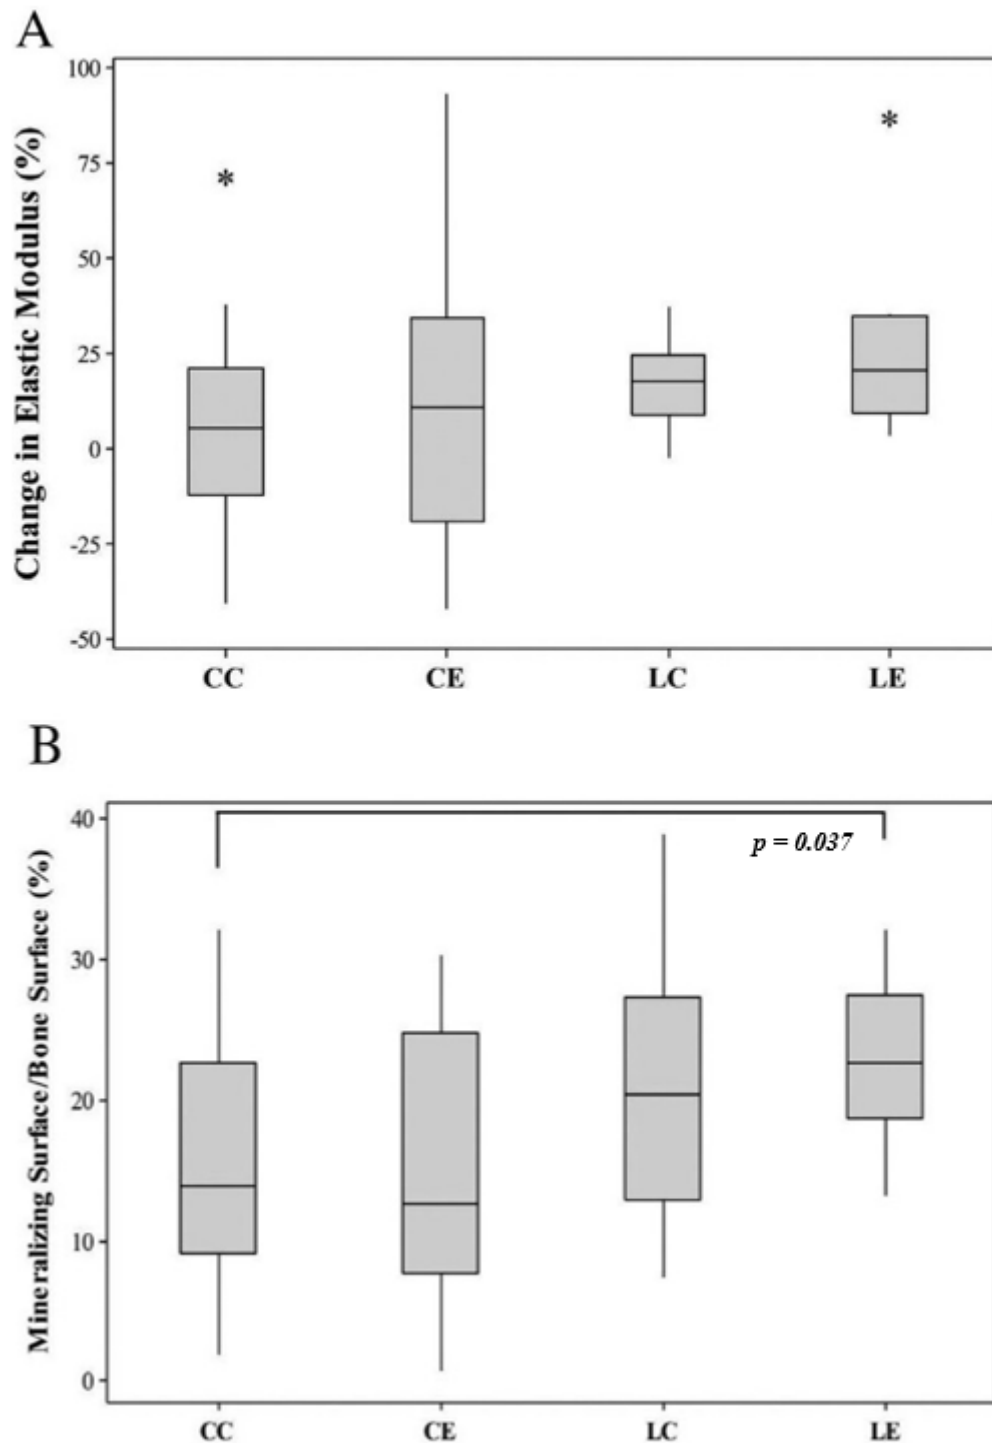 A
Change in Elastic Modulus (%)
100
75
50
25
0
-25
-50
*
*
CC CE LC LE
B
Mineralizing Surface/Bone Surface (%)
40
30
20
10
0
p = 0.037
CC CE LC LE